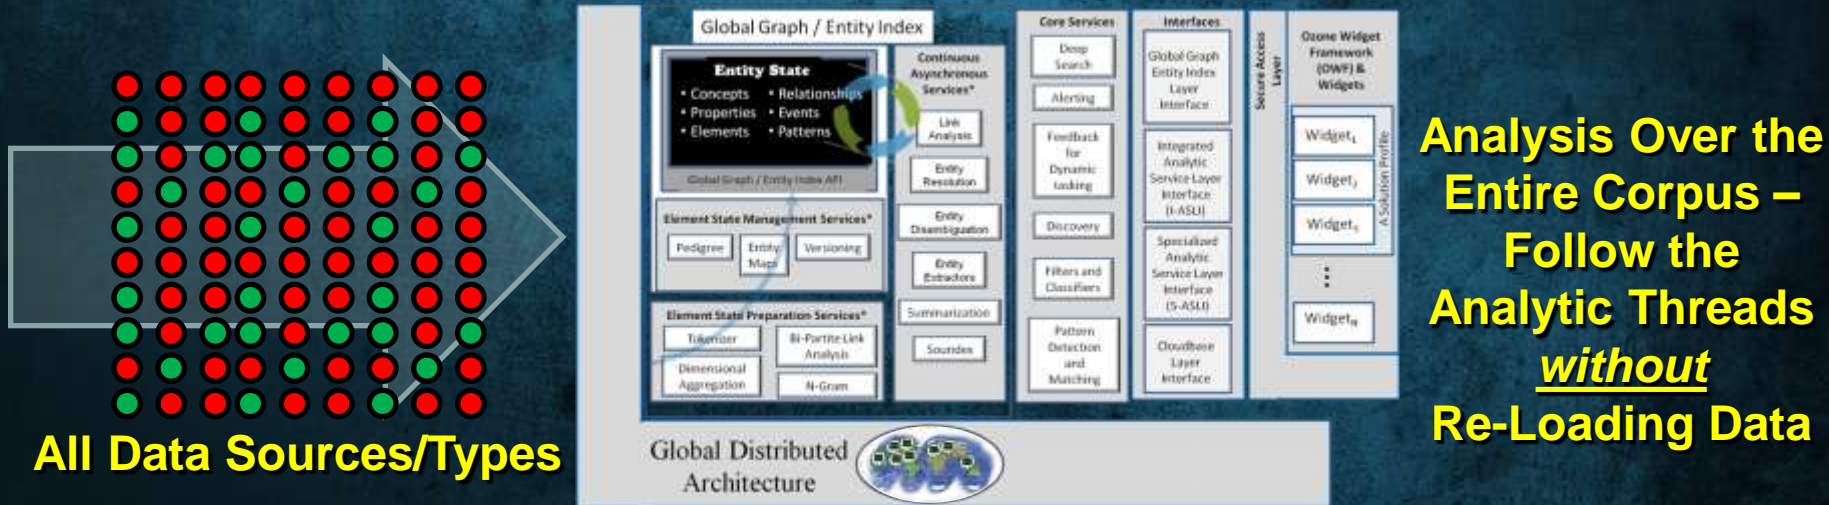 All Data Sources/Types
Global Graph / Entity Index
Entity State
• Concepts
• Properties
• Elements
• Relationships
• Events
• Patterns
Global Graph / Entity Index API
Element State Management Services*
Pedigree
Entity
Maps
Versioning
Element State Preparation Services*
Tokenizer
Bi-Partite Link
Analysis
Dimensional
Aggregation
N-Gram
Continuous
Asynchronous
Services*
Link
Analysis
Entity
Resolution
Entity
Disambiguation
Entity
Extractors
Summarization
Soundex
Core Services
Deep
Search
Alerting
Feedback
for
Dynamic
tasking
Discovery
Filters and
Classifiers
Pattern
Detection
and
Matching
Interfaces
Global Graph
Entity Index
Layer
Interface
Integrated
Analytic
Service Layer
Interface
(I-ASLI)
Specialized
Analytic
Service Layer
Interface
(S-ASLI)
Cloudbase
Layer
Interface
Secure Access
Layer
Ozone Widget
Framework
(OWF) &
Widgets
Widget₁
Widget₂
Widget₃
⋮
Widget
A Solution Profile
Global Distributed
Architecture
Analysis Over the
Entire Corpus –
Follow the
Analytic Threads
without
Re-Loading Data